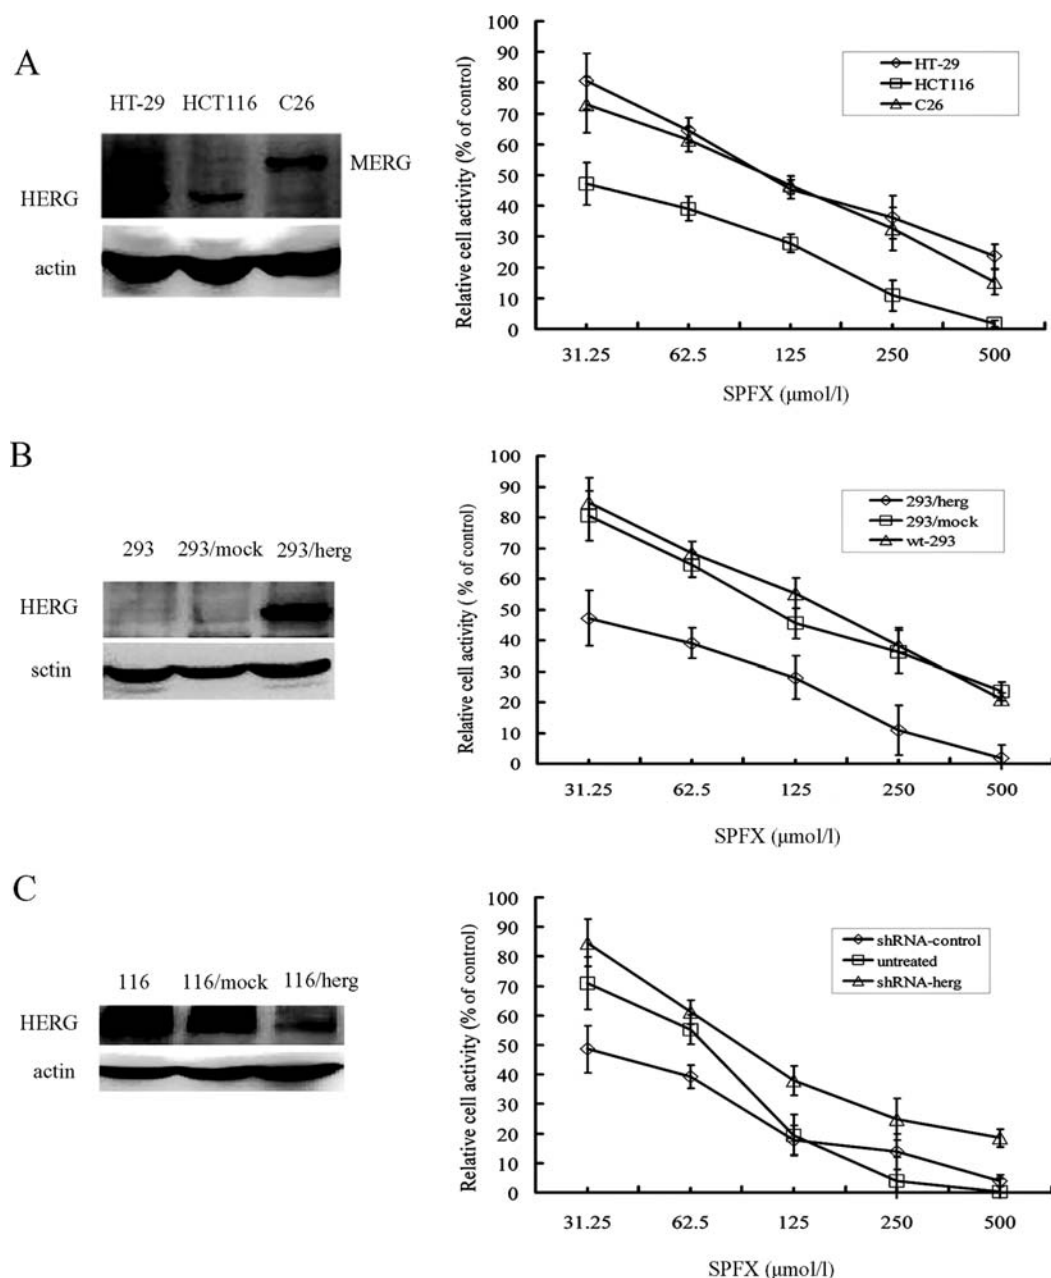 A
HT-29 HCT116 C26
HERG
MERG
actin
Relative cell activity (% of control)
100
90
80
70
60
50
40
30
20
10
0
HT-29
HCT116
C26
31.25 62.5 125 250 500
SPFX (µmol/l)
B
293 293/mock 293/herg
HERG
sctin
Relative cell activity ( % of control)
100
90
80
70
60
50
40
30
20
10
0
293/herg
293/mock
wt-293
31.25 62.5 125 250 500
SPFX (µmol/l)
C
116 116/mock 116/herg
HERG
actin
Relative cell activity (% of control)
100
90
80
70
60
50
40
30
20
10
0
shRNA-control
untreated
shRNA-herg
31.25 62.5 125 250 500
SPFX (µmol/l)